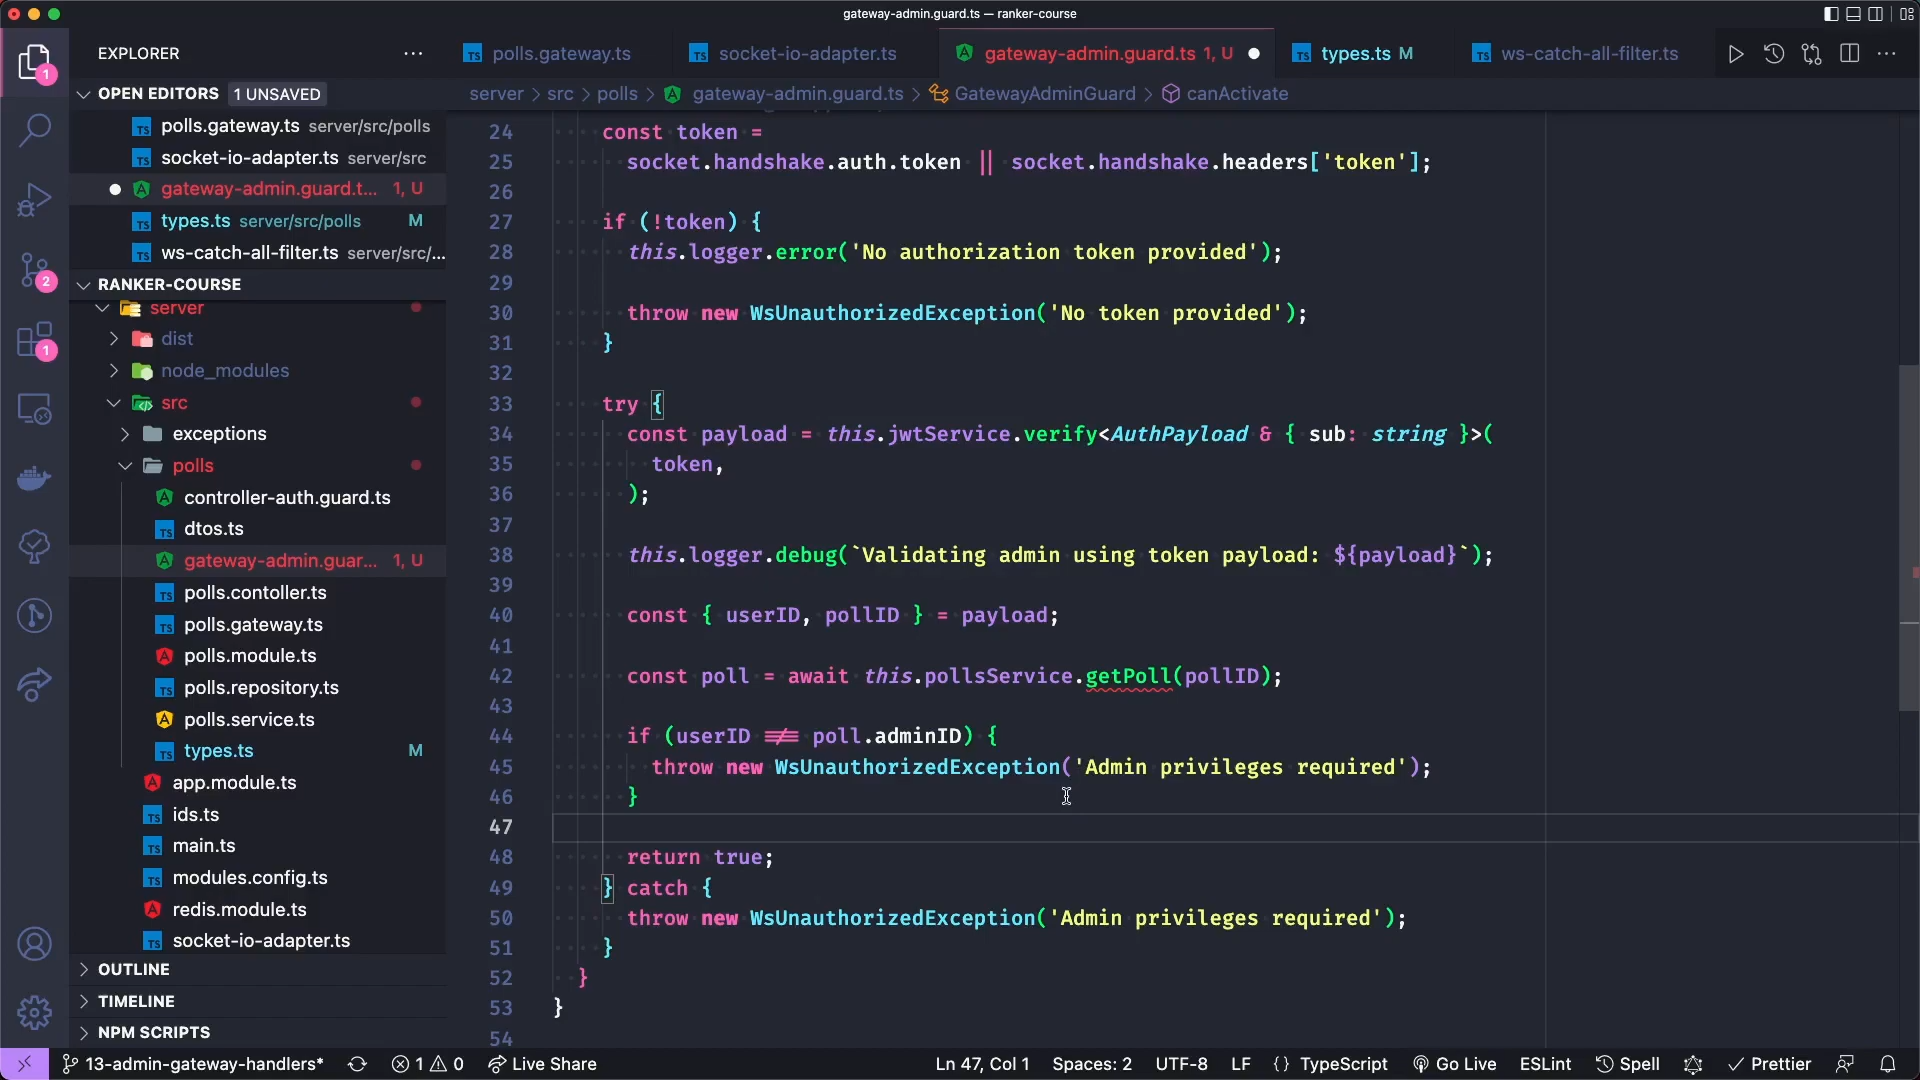 gateway-admin.guard.ts — ranker-course
EXPLORER
polls.gateway.ts
socket-io-adapter.ts
gateway-admin.guard.ts 1, U
types.ts M
ws-catch-all-filter.ts
OPEN EDITORS 1 UNSAVED
server > src > polls > gateway-admin.guard.ts > GatewayAdminGuard > canActivate
polls.gateway.ts server/src/polls
socket-io-adapter.ts server/src
gateway-admin.guard.t... 1, U
types.ts server/src/polls M
ws-catch-all-filter.ts server/src/...
RANKER-COURSE
server
dist
node_modules
src
exceptions
polls
controller-auth.guard.ts
dtos.ts
gateway-admin.guar... 1, U
polls.contoller.ts
polls.gateway.ts
polls.module.ts
polls.repository.ts
polls.service.ts
types.ts M
app.module.ts
ids.ts
main.ts
modules.config.ts
redis.module.ts
socket-io-adapter.ts
OUTLINE
TIMELINE
NPM SCRIPTS
1
2
1
24 const token =
25 socket.handshake.auth.token || socket.handshake.headers['token'];
26
27 if (!token) {
28 this.logger.error('No authorization token provided');
29
30 throw new WsUnauthorizedException('No token provided');
31 }
32
33 try {
34 const payload = this.jwtService.verify<AuthPayload & { sub: string }>(
35 token,
36 );
37
38 this.logger.debug(`Validating admin using token payload: ${payload}`);
39
40 const { userID, pollID } = payload;
41
42 const poll = await this.pollsService.getPoll(pollID);
43
44 if (userID !== poll.adminID) {
45 throw new WsUnauthorizedException('Admin privileges required');
46 }
47
48 return true;
49 } catch {
50 throw new WsUnauthorizedException('Admin privileges required');
51 }
52 }
53 }
54
13-admin-gateway-handlers* 1 0 Live Share Ln 47, Col 1 Spaces: 2 UTF-8 LF {} TypeScript Go Live ESLint Spell Prettier